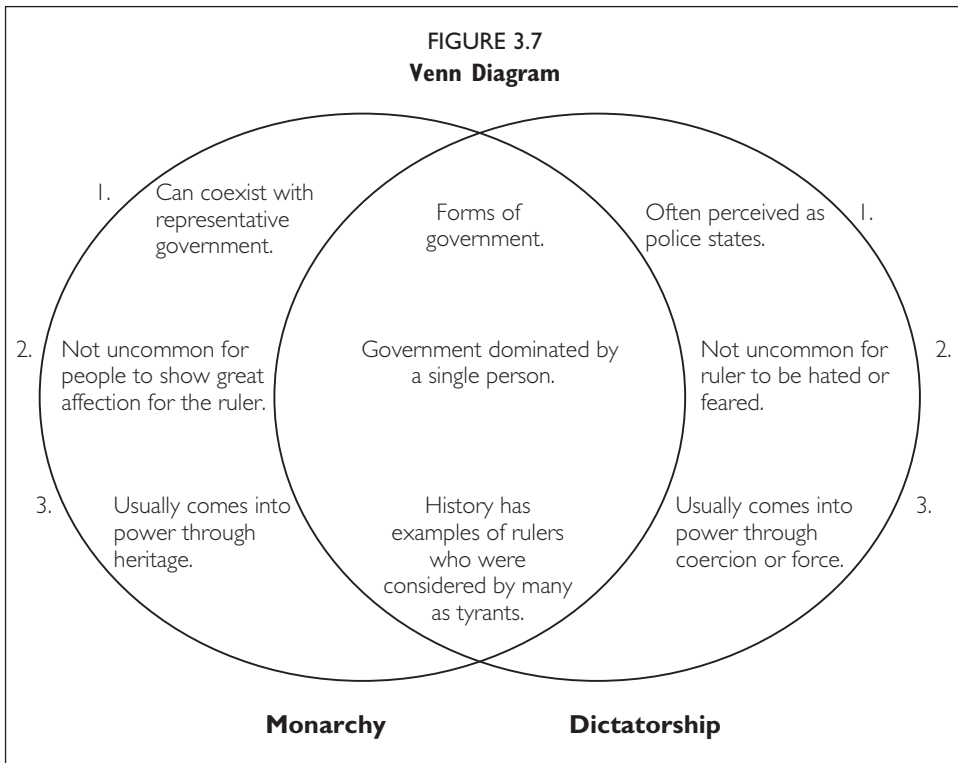 FIGURE 3.7
Venn Diagram
1. Can coexist with
representative
government.
2. Not uncommon for
people to show great
affection for the ruler.
3. Usually comes into
power through
heritage.
Forms of
government.
Government dominated by
a single person.
History has
examples of rulers
who were
considered by many
as tyrants.
Often perceived as 1.
police states.
Not uncommon for 2.
ruler to be hated or
feared.
Usually comes into 3.
power through
coercion or force.
Monarchy
Dictatorship